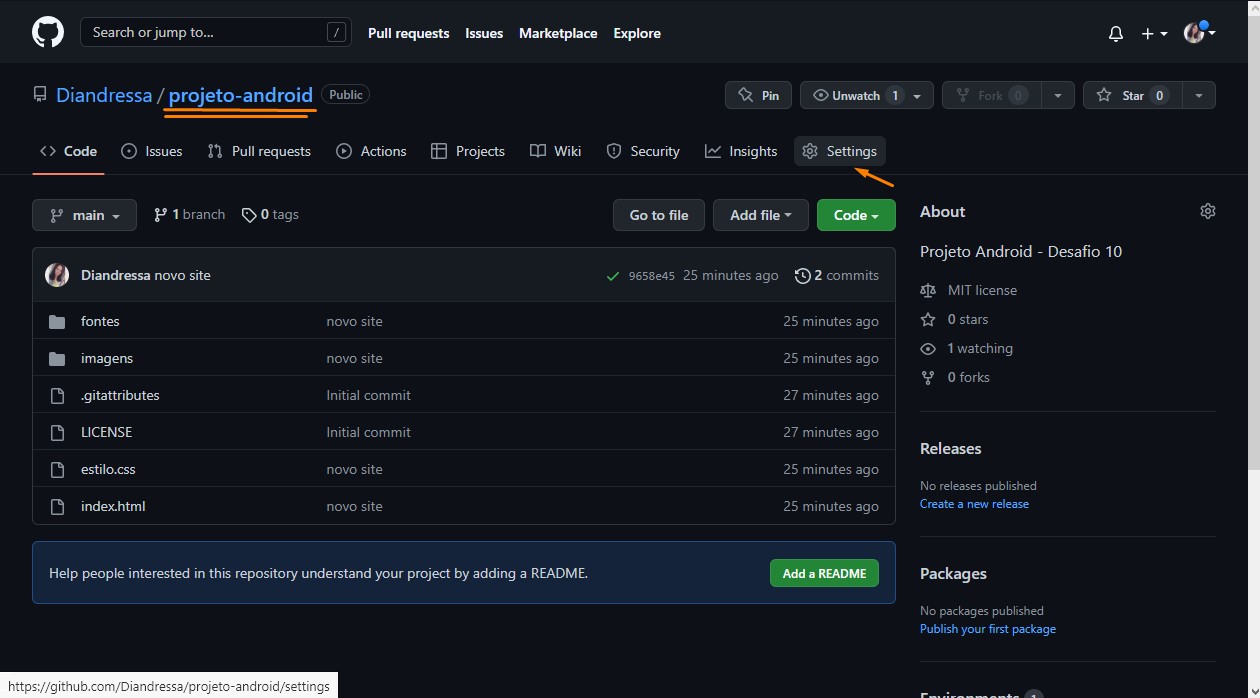 Search or jump to... /
Pull requests Issues Marketplace Explore
Diandressa / projeto-android Public
Pin Unwatch 1 Fork 0 Star 0
Code Issues Pull requests Actions Projects Wiki Security Insights Settings
main 1 branch 0 tags Go to file Add file Code
Diandressa novo site 9658e45 25 minutes ago 2 commits
fontes novo site 25 minutes ago
imagens novo site 25 minutes ago
.gitattributes Initial commit 27 minutes ago
LICENSE Initial commit 27 minutes ago
estilo.css novo site 25 minutes ago
index.html novo site 25 minutes ago
Help people interested in this repository understand your project by adding a README. Add a README
About
Projeto Android - Desafio 10
MIT license
0 stars
1 watching
0 forks
Releases
No releases published
Create a new release
Packages
No packages published
Publish your first package
Environments 1
https://github.com/Diandressa/projeto-android/settings